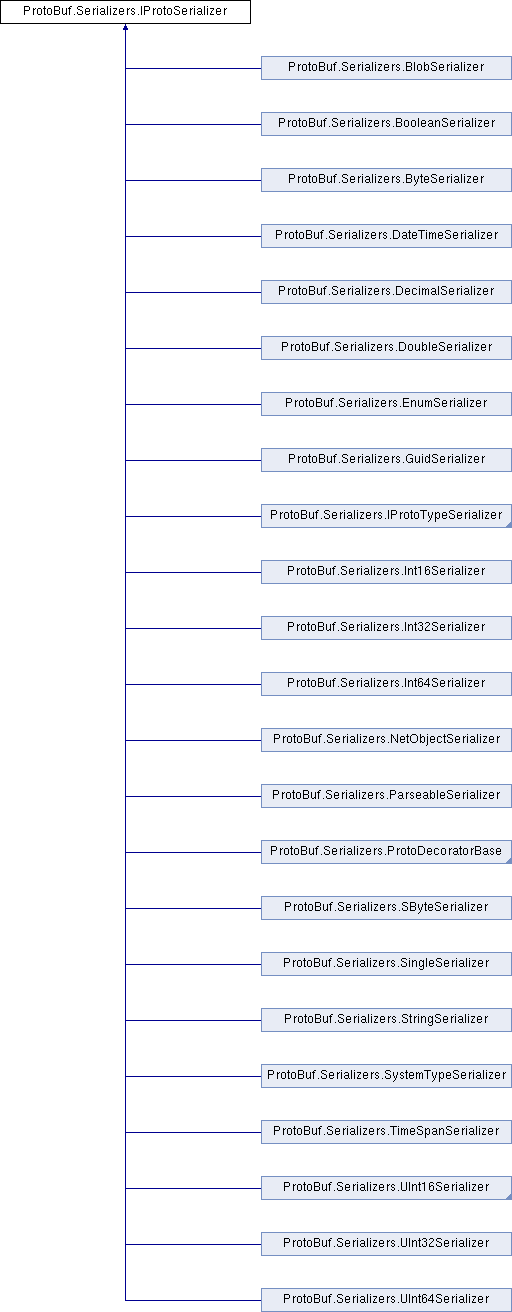 ProtoBuf.Serializers.IProtoSerializer
ProtoBuf.Serializers.BlobSerializer
ProtoBuf.Serializers.BooleanSerializer
ProtoBuf.Serializers.ByteSerializer
ProtoBuf.Serializers.DateTimeSerializer
ProtoBuf.Serializers.DecimalSerializer
ProtoBuf.Serializers.DoubleSerializer
ProtoBuf.Serializers.EnumSerializer
ProtoBuf.Serializers.GuidSerializer
ProtoBuf.Serializers.IProtoTypeSerializer
ProtoBuf.Serializers.Int16Serializer
ProtoBuf.Serializers.Int32Serializer
ProtoBuf.Serializers.Int64Serializer
ProtoBuf.Serializers.NetObjectSerializer
ProtoBuf.Serializers.ParseableSerializer
ProtoBuf.Serializers.ProtoDecoratorBase
ProtoBuf.Serializers.SByteSerializer
ProtoBuf.Serializers.SingleSerializer
ProtoBuf.Serializers.StringSerializer
ProtoBuf.Serializers.SystemTypeSerializer
ProtoBuf.Serializers.TimeSpanSerializer
ProtoBuf.Serializers.UInt16Serializer
ProtoBuf.Serializers.UInt32Serializer
ProtoBuf.Serializers.UInt64Serializer